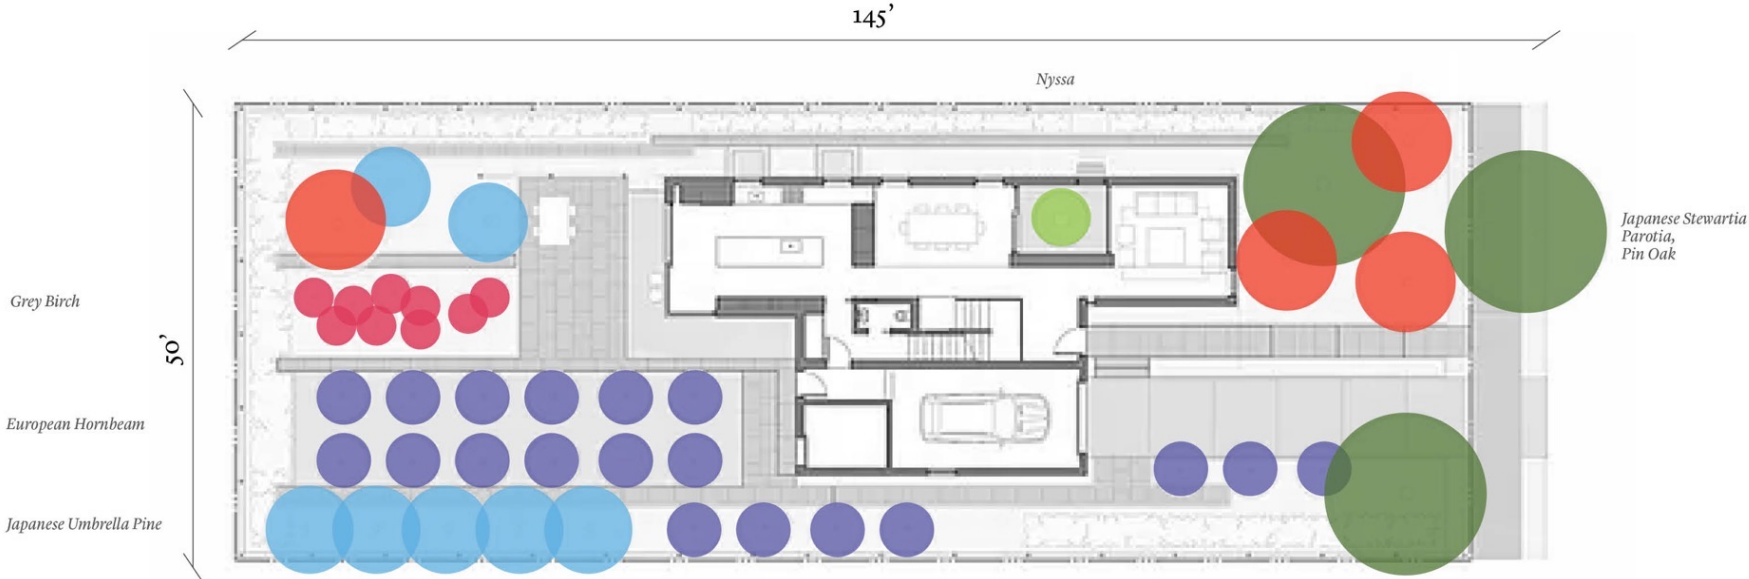 145’
Nyssa
Japanese Stewartia
Parotia,
Pin Oak
Grey Birch
50’
European Hornbeam
Japanese Umbrella Pine